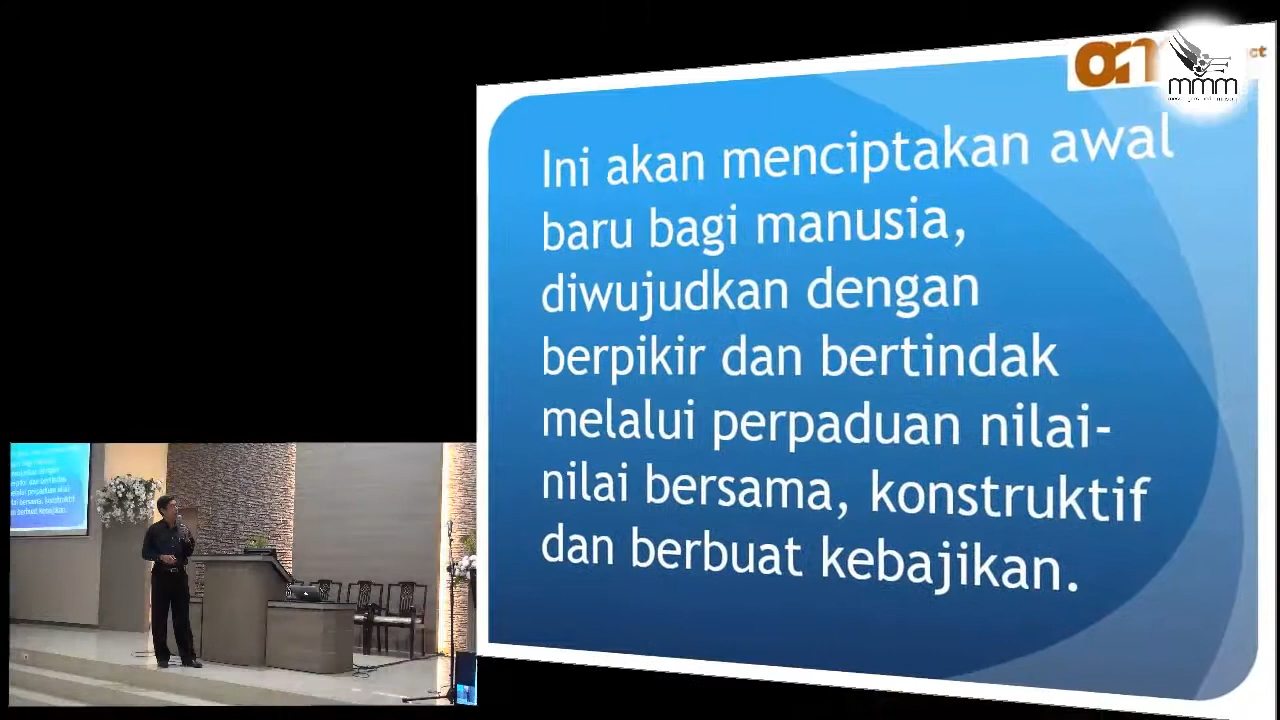 mmm
Ini akan menciptakan awal
baru bagi manusia,
diwujudkan dengan
berpikir dan bertindak
melalui perpaduan nilai-
nilai bersama, konstruktif
dan berbuat kebajikan.